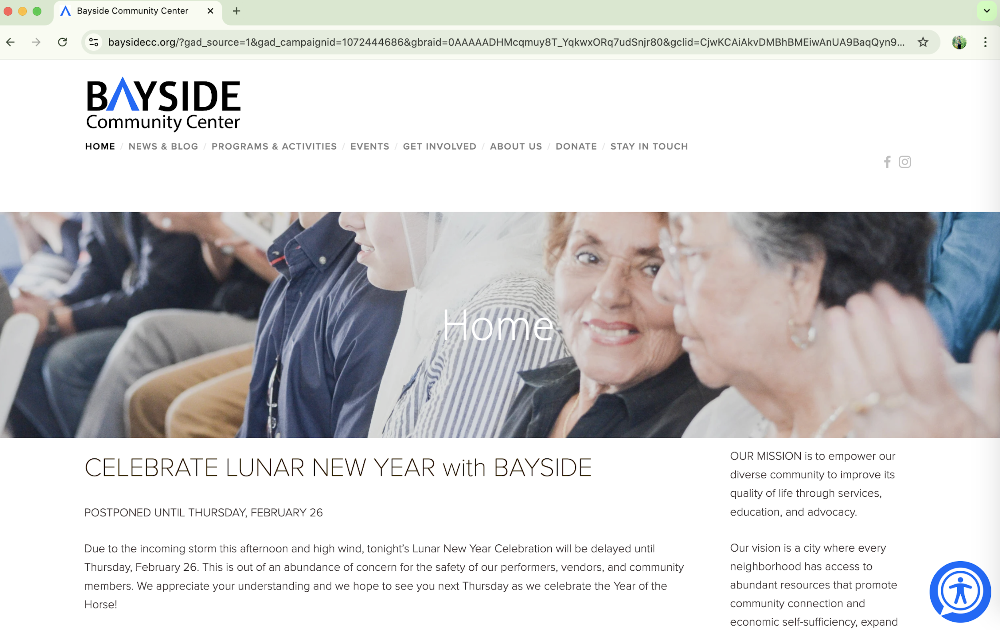 Bayside Community Center
baysidecc.org/?gad_source=1&gad_campaignid=1072444686&gbraid=0AAAAADHMcqmuy8T_YqkwxORq7udSnjr80&gclid=CjwKCAiAkvDMBhBMEiwAnUA9BaqQyn9...
BAYSIDE
Community Center
HOME / NEWS & BLOG / PROGRAMS & ACTIVITIES / EVENTS / GET INVOLVED / ABOUT US / DONATE / STAY IN TOUCH
Home
CELEBRATE LUNAR NEW YEAR with BAYSIDE
POSTPONED UNTIL THURSDAY, FEBRUARY 26
Due to the incoming storm this afternoon and high wind, tonight’s Lunar New Year Celebration will be delayed until
Thursday, February 26. This is out of an abundance of concern for the safety of our performers, vendors, and community
members. We appreciate your understanding and we hope to see you next Thursday as we celebrate the Year of the
Horse!
OUR MISSION is to empower our
diverse community to improve its
quality of life through services,
education, and advocacy.
Our vision is a city where every
neighborhood has access to
abundant resources that promote
community connection and
economic self-sufficiency, expand